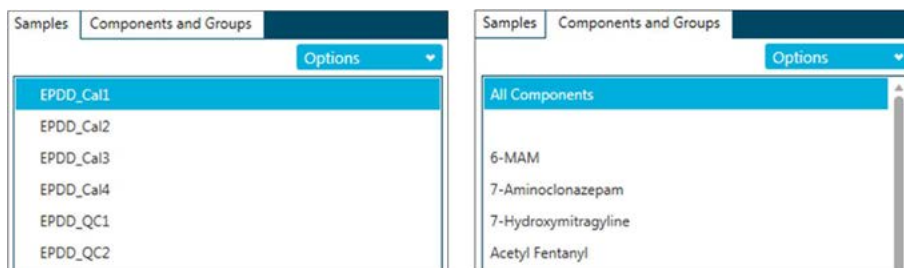 Samples
Components and Groups
Options
EPDD_Cal1
EPDD_Cal2
EPDD_Cal3
EPDD_Cal4
EPDD_QC1
EPDD_QC2
Samples
Components and Groups
Options
All Components
6-MAM
7-Aminoclonazepam
7-Hydroxymitragyline
Acetyl Fentanyl